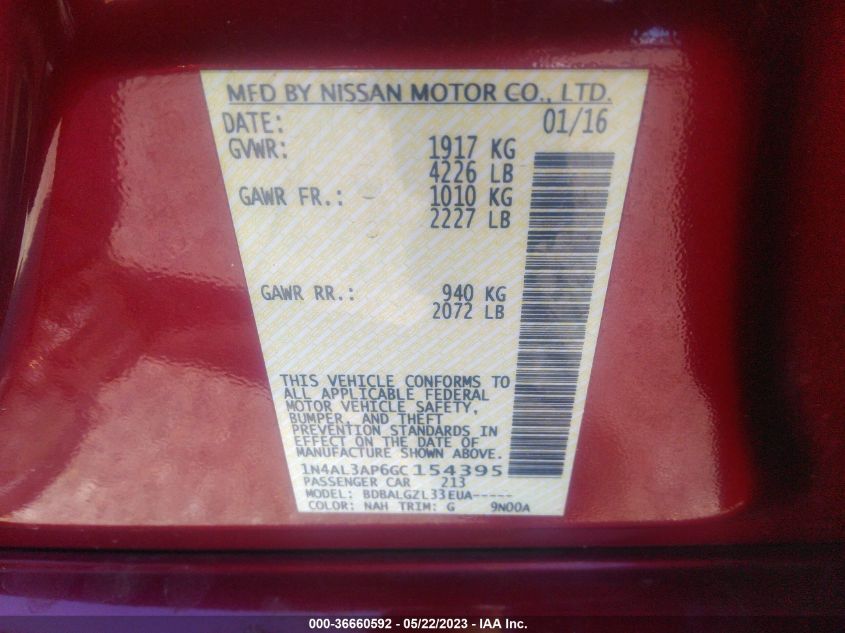 MFD BY NISSAN MOTOR CO., LTD.
DATE: 01/16
GVWR: 1917 KG
4226 LB
GAWR FR.: 1010 KG
2227 LB
GAWR RR.: 940 KG
2072 LB
THIS VEHICLE CONFORMS TO
ALL APPLICABLE FEDERAL
MOTOR VEHICLE SAFETY,
BUMPER, AND THEFT
PREVENTION STANDARDS IN
EFFECT ON THE DATE OF
MANUFACTURE SHOWN ABOVE.
1N4AL3AP6GC154395
PASSENGER CAR 213
MODEL: BDBALGZL33EUA-----
COLOR: NAH TRIM: G 9N00A
000-36660592 - 05/22/2023 - IAA Inc.